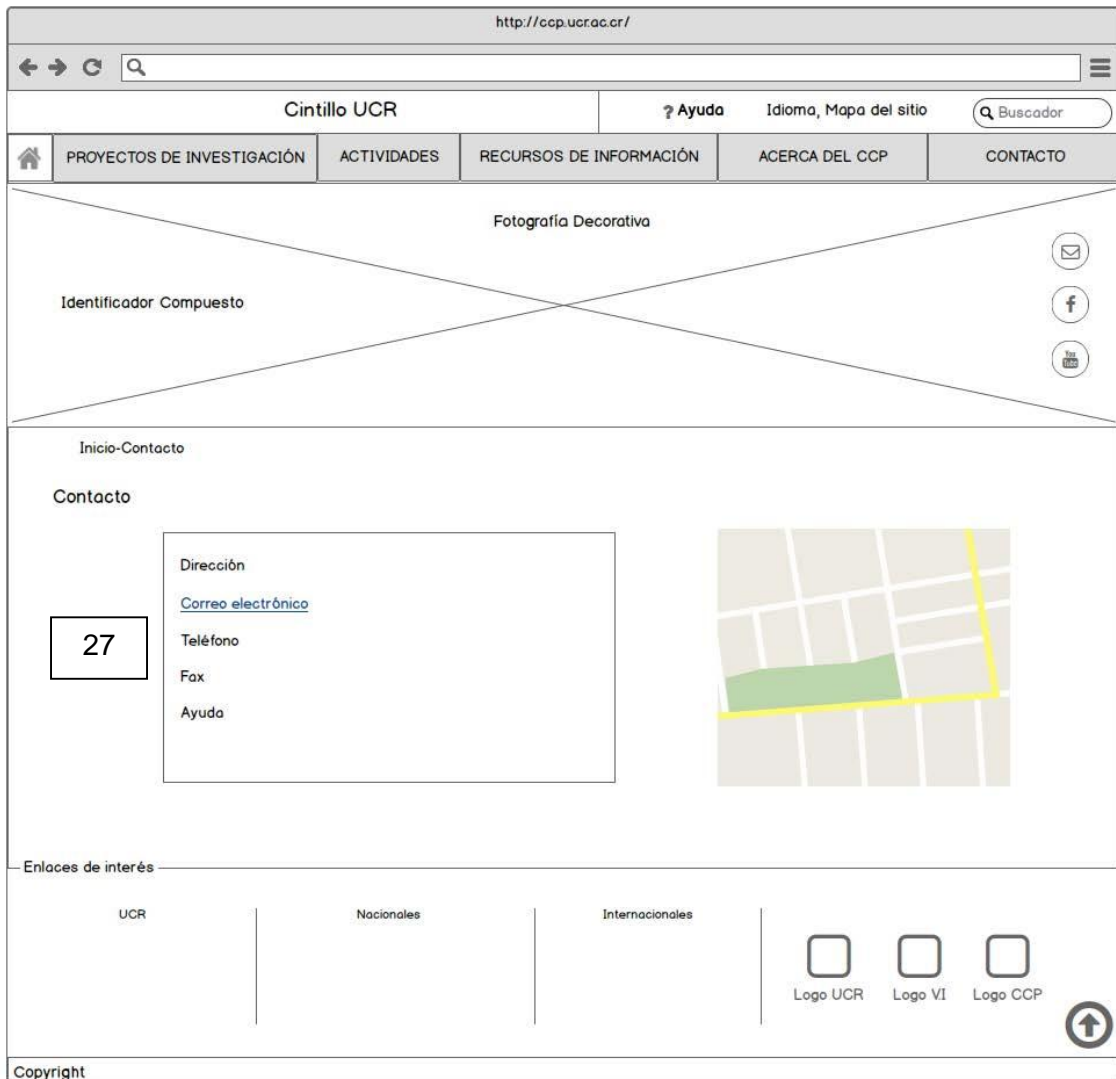 http://ccp.ucr.ac.cr/
Cintillo UCR
? Ayuda
Idioma, Mapa del sitio
Buscador
PROYECTOS DE INVESTIGACIÓN
ACTIVIDADES
RECURSOS DE INFORMACIÓN
ACERCA DEL CCP
CONTACTO
Fotografía Decorativa
Identificador Compuesto
f
You Tube
Inicio-Contacto
Contacto
27
Dirección
Correo electrónico
Teléfono
Fax
Ayuda
Enlaces de interés
UCR
Nacionales
Internacionales
Logo UCR
Logo VI
Logo CCP
Copyright